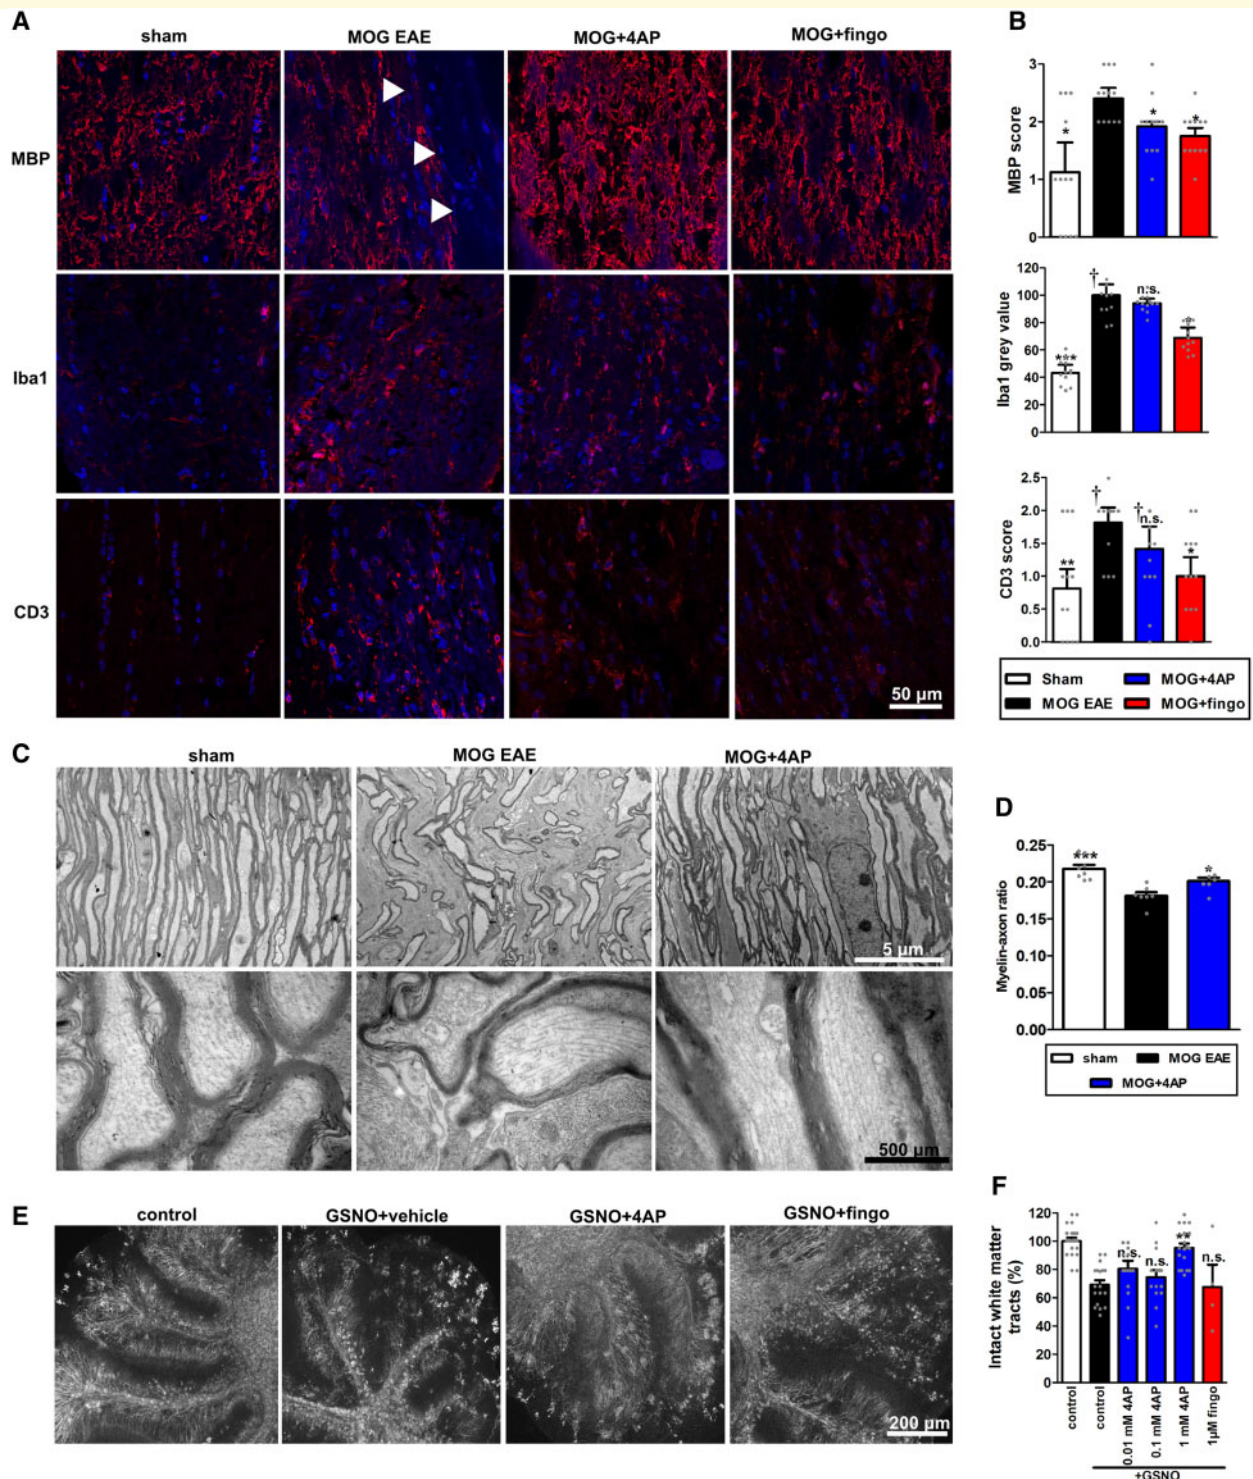 A
sham
MOG EAE
MOG+4AP
MOG+fingo
MBP
Iba1
CD3
50 µm
B
MBP score
3
2
1
0
*
*
*
Iba1 grey value
120
100
80
60
40
20
0
***
†
n.s.
CD3 score
2.5
2.0
1.5
1.0
0.5
0.0
**
†
†
n.s.
*
Sham
MOG+4AP
MOG EAE
MOG+fingo
C
sham
MOG EAE
MOG+4AP
5 µm
500 µm
D
Myelin-axon ratio
0.25
0.20
0.15
0.10
0.05
0.00
***
*
sham
MOG EAE
MOG+4AP
E
control
GSNO+vehicle
GSNO+4AP
GSNO+fingo
200 µm
F
Intact white matter
tracts (%)
120
100
80
60
40
20
0
n.s.
n.s.
**
n.s.
control
control
0.01 mM 4AP
0.1 mM 4AP
1 mM 4AP
1µM fingo
+GSNO